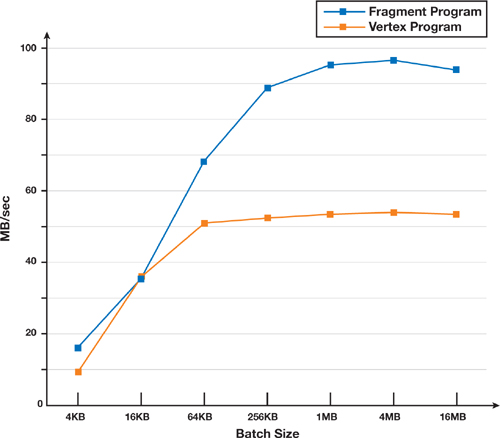 Fragment Program
Vertex Program
100
80
60
40
20
0
MB/sec
4KB 16KB 64KB 256KB 1MB 4MB 16MB
Batch Size